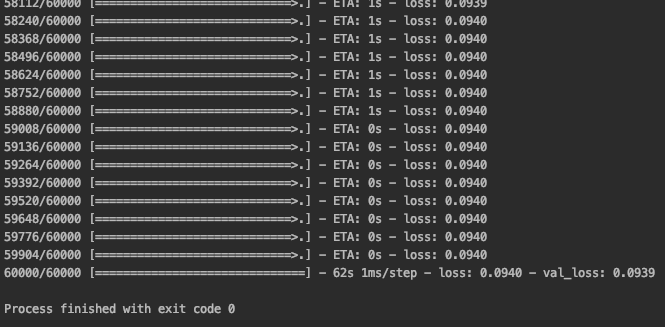 58112/60000 [============================>.] - ETA: 1s - loss: 0.0939
58240/60000 [============================>.] - ETA: 1s - loss: 0.0940
58368/60000 [============================>.] - ETA: 1s - loss: 0.0940
58496/60000 [============================>.] - ETA: 1s - loss: 0.0940
58624/60000 [============================>.] - ETA: 1s - loss: 0.0940
58752/60000 [============================>.] - ETA: 1s - loss: 0.0940
58880/60000 [============================>.] - ETA: 1s - loss: 0.0940
59008/60000 [============================>.] - ETA: 0s - loss: 0.0940
59136/60000 [============================>.] - ETA: 0s - loss: 0.0940
59264/60000 [============================>.] - ETA: 0s - loss: 0.0940
59392/60000 [============================>.] - ETA: 0s - loss: 0.0940
59520/60000 [============================>.] - ETA: 0s - loss: 0.0940
59648/60000 [============================>.] - ETA: 0s - loss: 0.0940
59776/60000 [============================>.] - ETA: 0s - loss: 0.0940
59904/60000 [============================>.] - ETA: 0s - loss: 0.0940
60000/60000 [==============================] - 62s 1ms/step - loss: 0.0940 - val_loss: 0.0939
Process finished with exit code 0